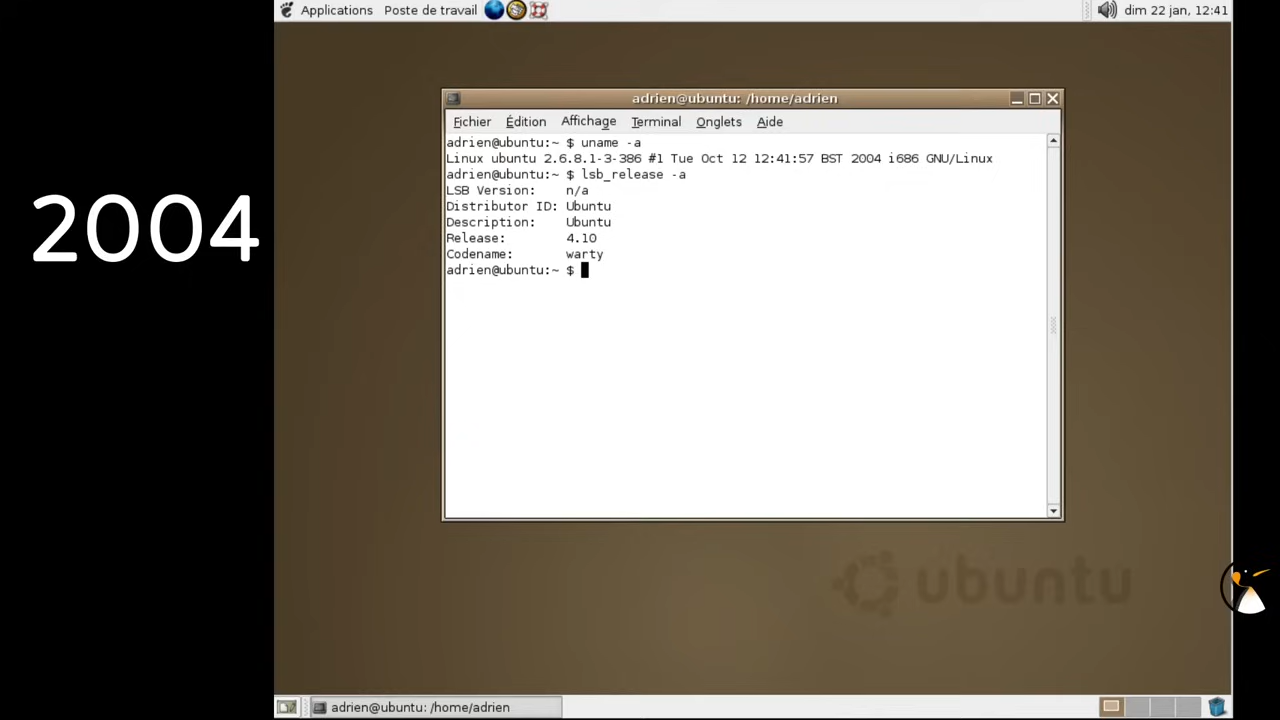 Applications Poste de travail dim 22 jan, 12:41
2004
adrien@ubuntu: /home/adrien
Fichier Édition Affichage Terminal Onglets Aide
adrien@ubuntu:~ $ uname -a
Linux ubuntu 2.6.8.1-3-386 #1 Tue Oct 12 12:41:57 BST 2004 i686 GNU/Linux
adrien@ubuntu:~ $ lsb_release -a
LSB Version: n/a
Distributor ID: Ubuntu
Description: Ubuntu
Release: 4.10
Codename: warty
adrien@ubuntu:~ $
ubuntu
adrien@ubuntu: /home/adrien